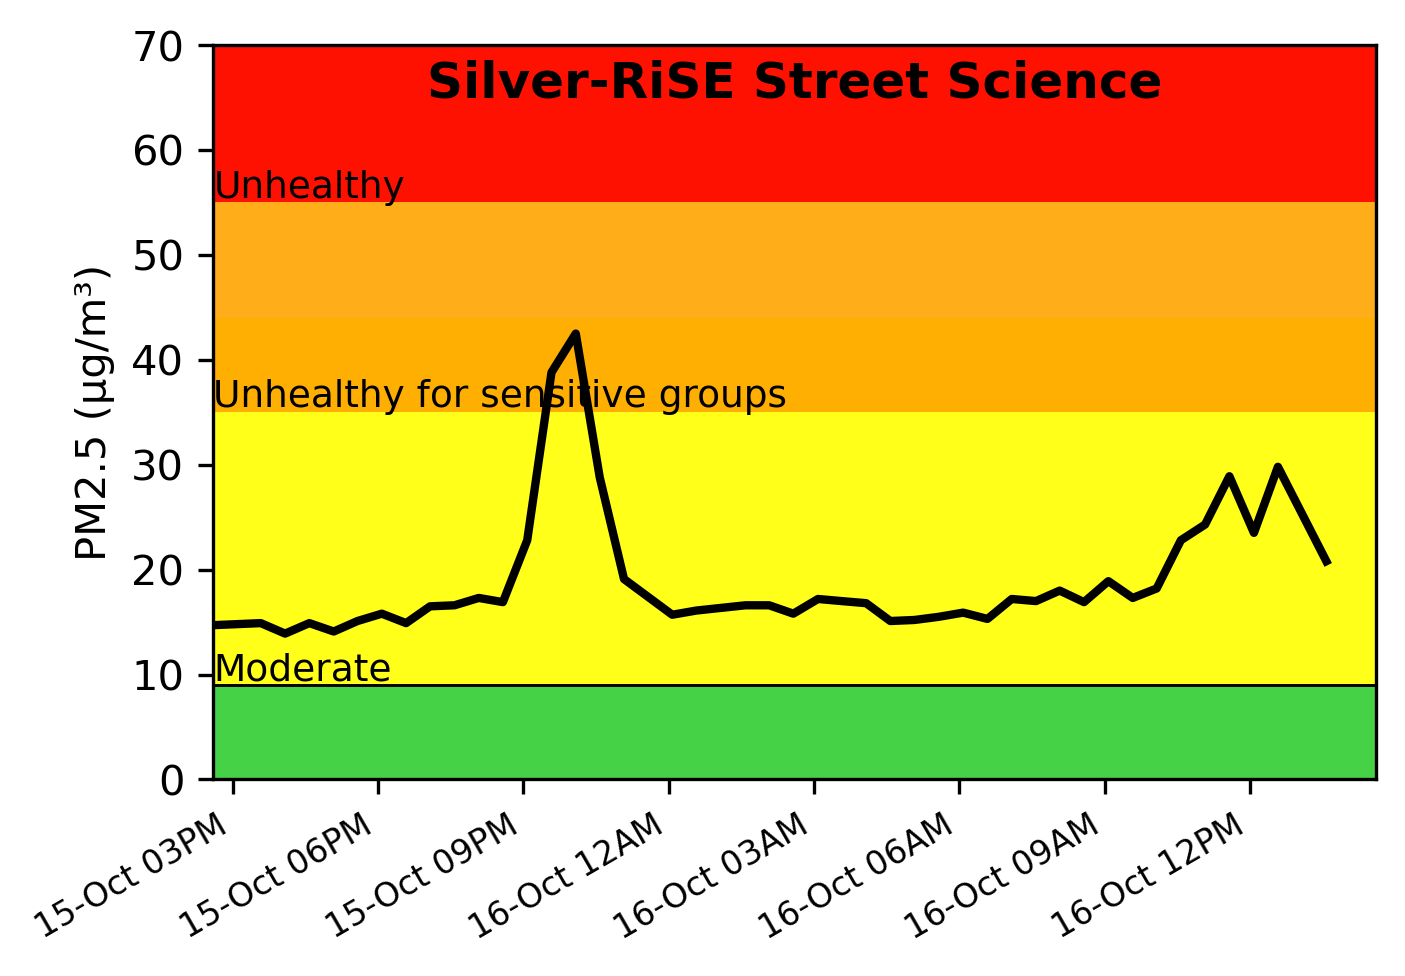 Silver-RiSE Street Science
70
60
50
40
30
20
10
0
PM2.5 (µg/m³)
Unhealthy
Unhealthy for sensitive groups
Moderate
15-Oct 03PM
15-Oct 06PM
15-Oct 09PM
16-Oct 12AM
16-Oct 03AM
16-Oct 06AM
16-Oct 09AM
16-Oct 12PM